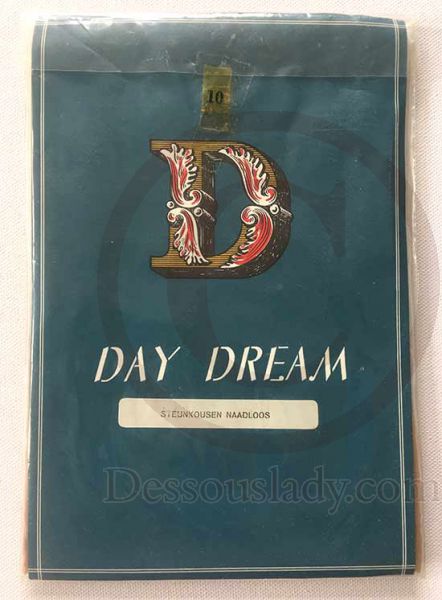 10
D
DAY DREAM
STEUNKOUSEN NAADLOOS
Dessouslady.com
©